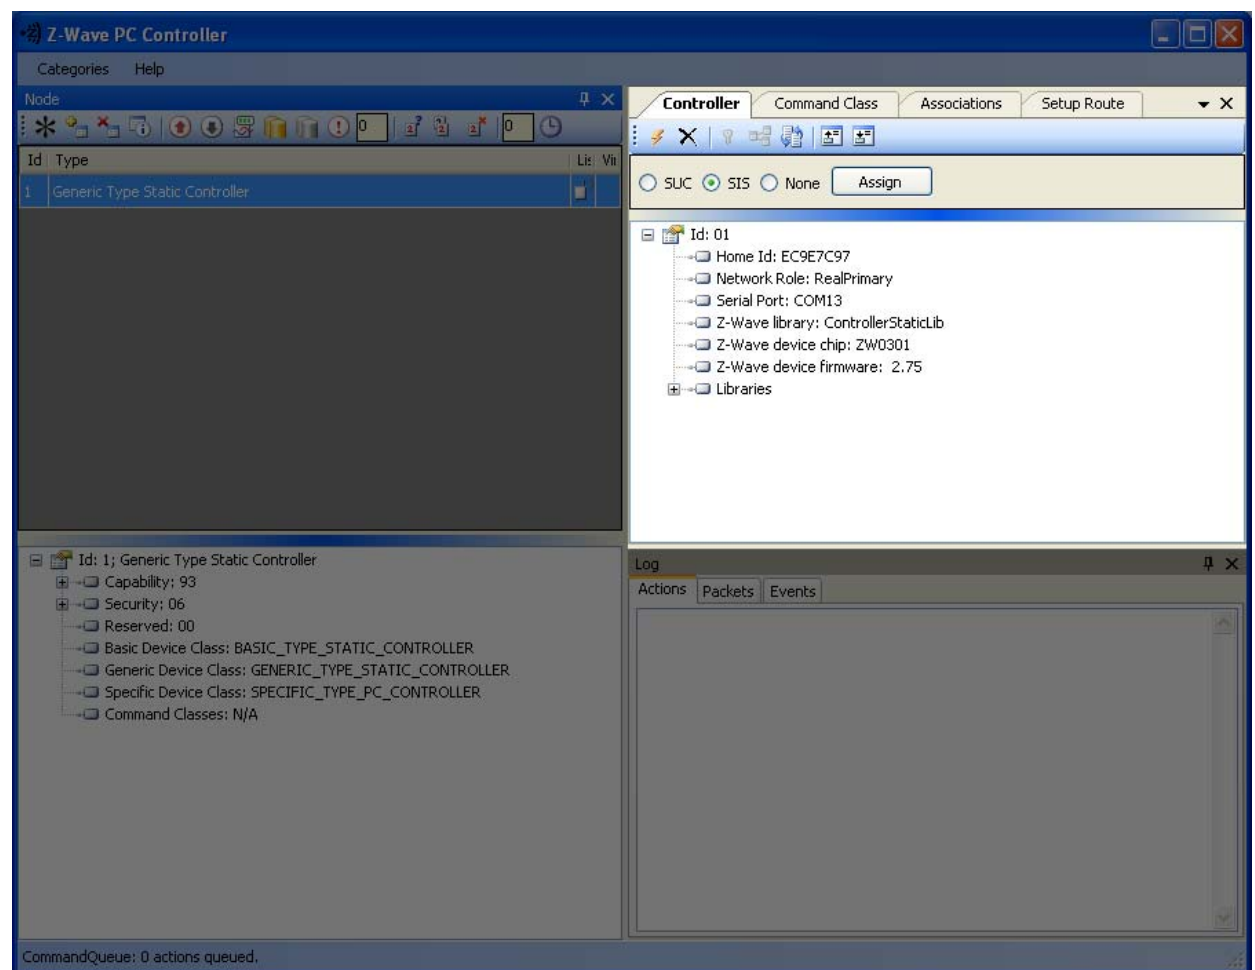 Z-Wave PC Controller
Categories Help
Node
0 0
Id Type Lis Vir
1 Generic Type Static Controller
Controller Command Class Associations Setup Route
SUC SIS None Assign
Id: 01
Home Id: EC9E7C97
Network Role: RealPrimary
Serial Port: COM13
Z-Wave library: ControllerStaticLib
Z-Wave device chip: ZW0301
Z-Wave device firmware: 2.75
Libraries
Id: 1; Generic Type Static Controller
Capability: 93
Security: 06
Reserved: 00
Basic Device Class: BASIC_TYPE_STATIC_CONTROLLER
Generic Device Class: GENERIC_TYPE_STATIC_CONTROLLER
Specific Device Class: SPECIFIC_TYPE_PC_CONTROLLER
Command Classes: N/A
Log
Actions Packets Events
CommandQueue: 0 actions queued.